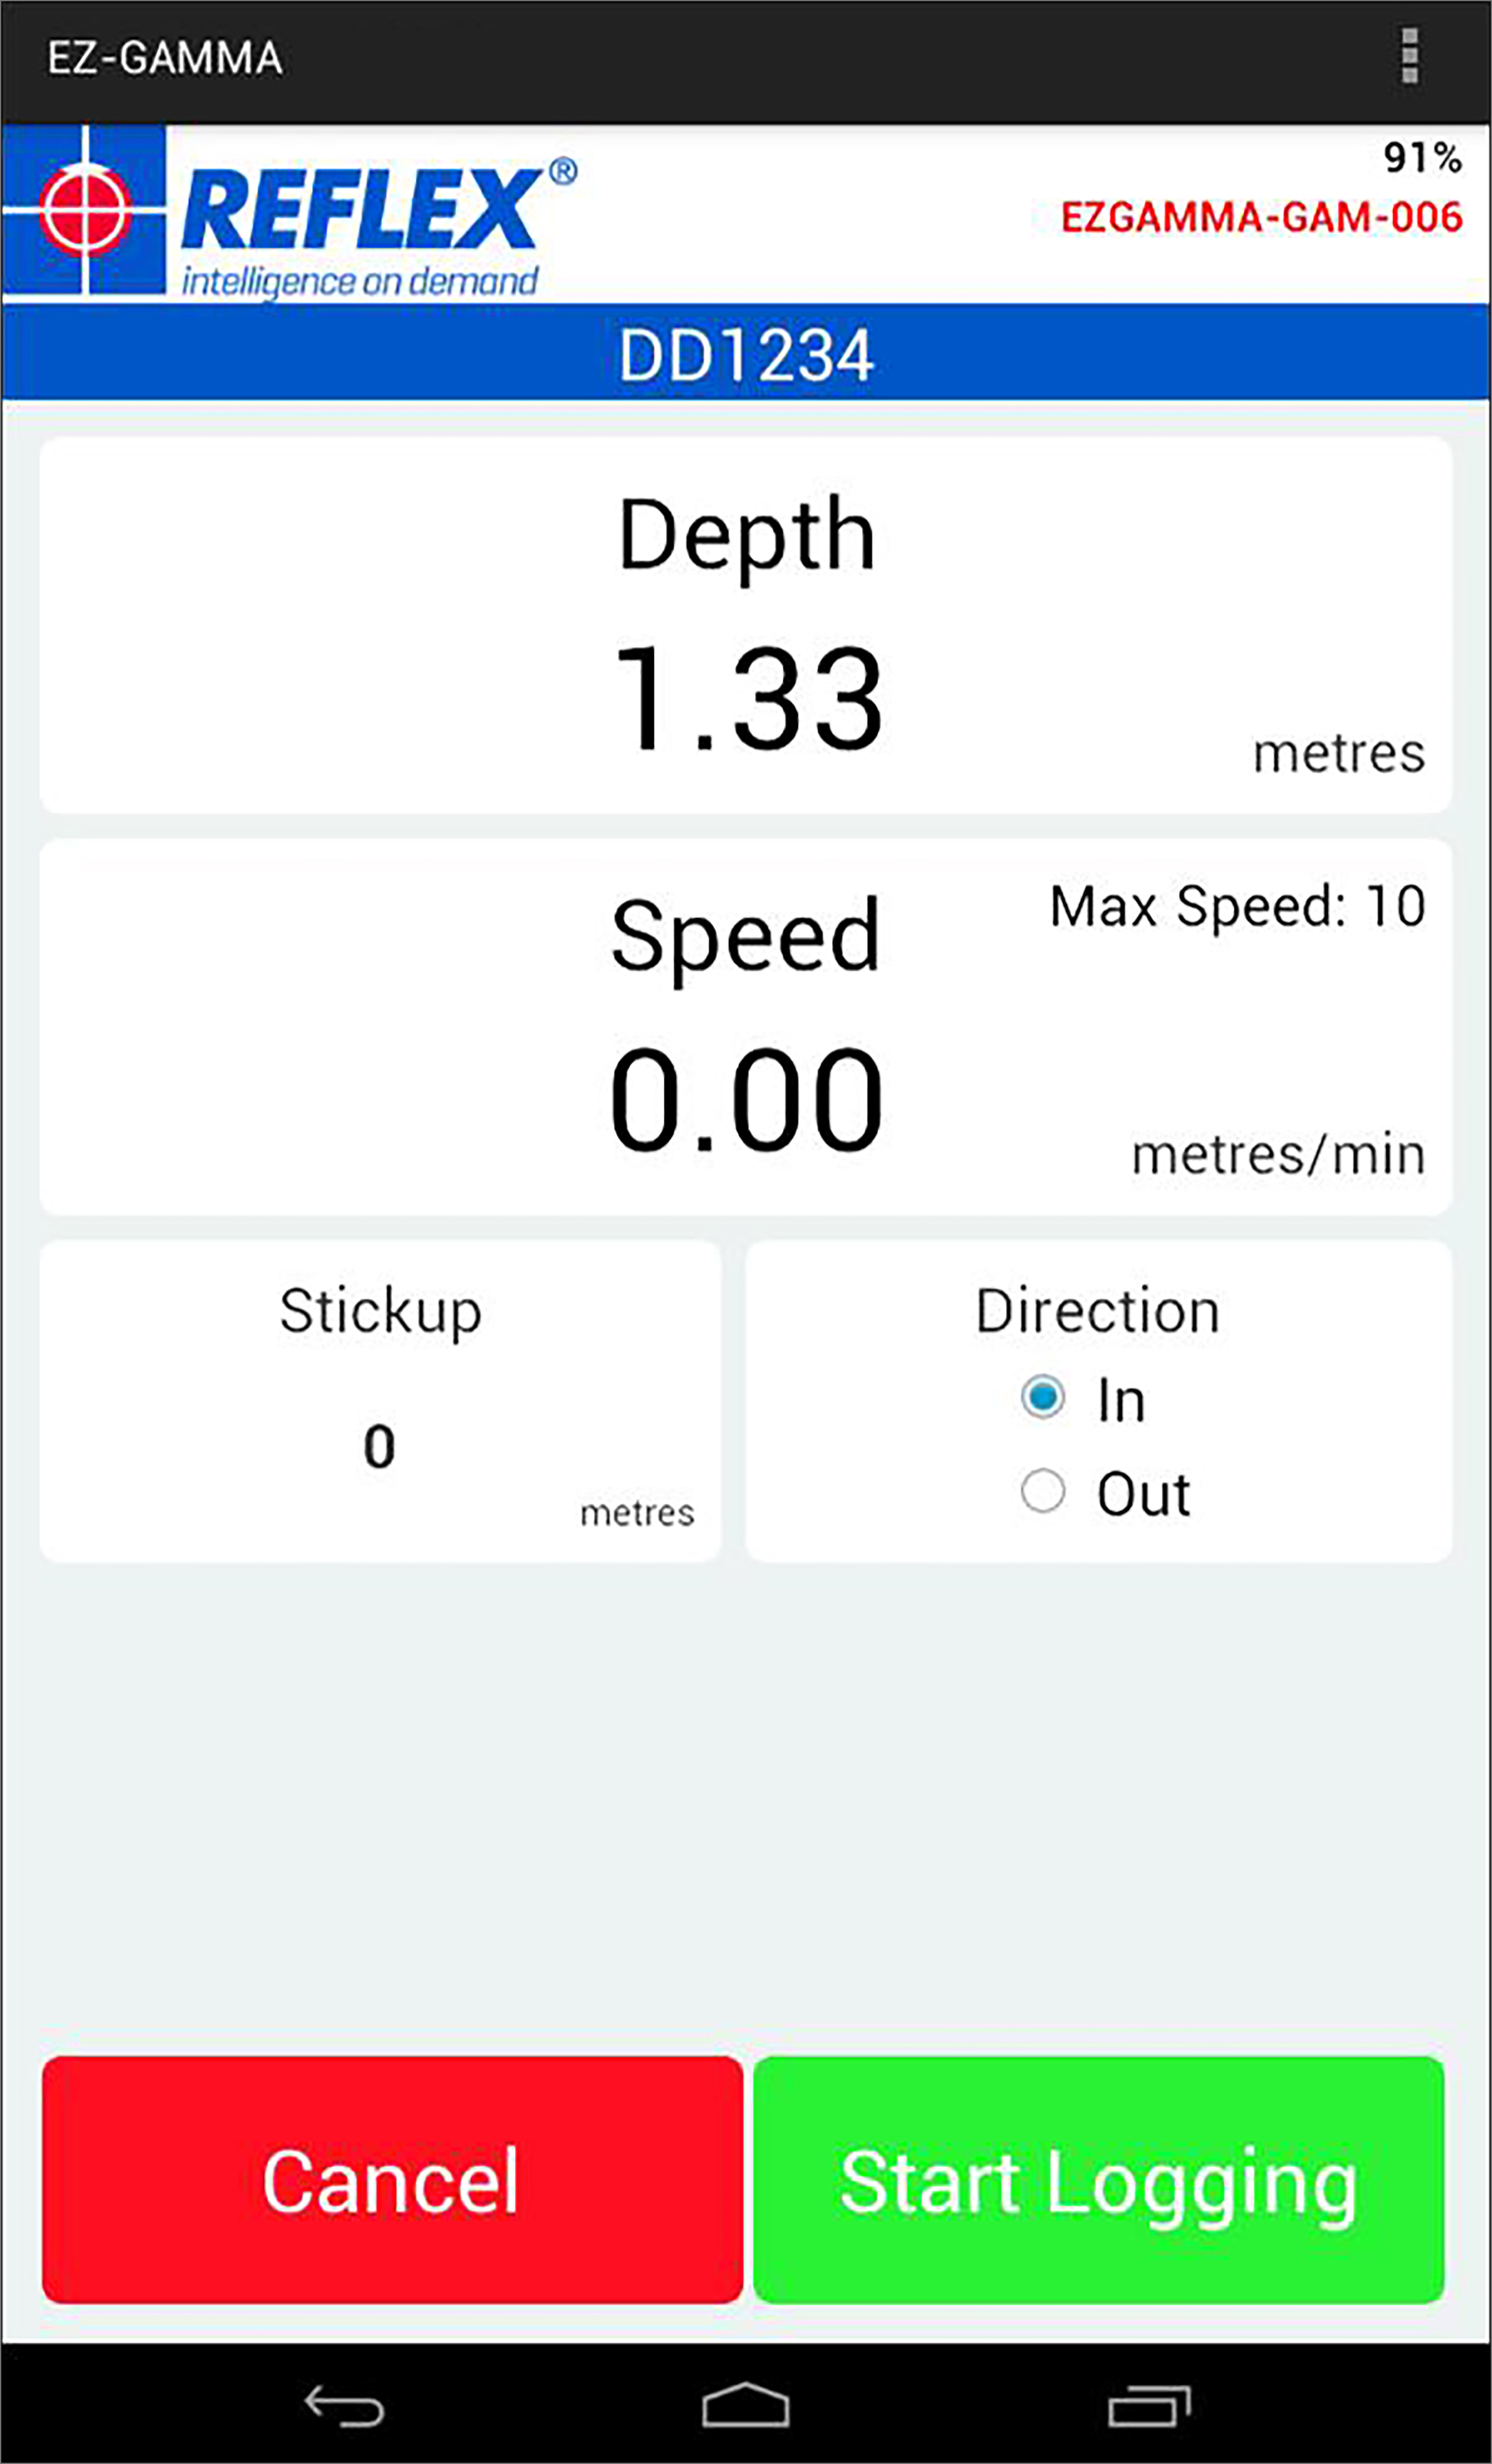 EZ-GAMMA
91%
REFLEX®
EZGAMMA-GAM-006
intelligence on demand
DD1234
Depth
1.33
metres
Speed
Max Speed: 10
0.00
metres/min
Stickup
0
metres
Direction
In
Out
Cancel
Start Logging